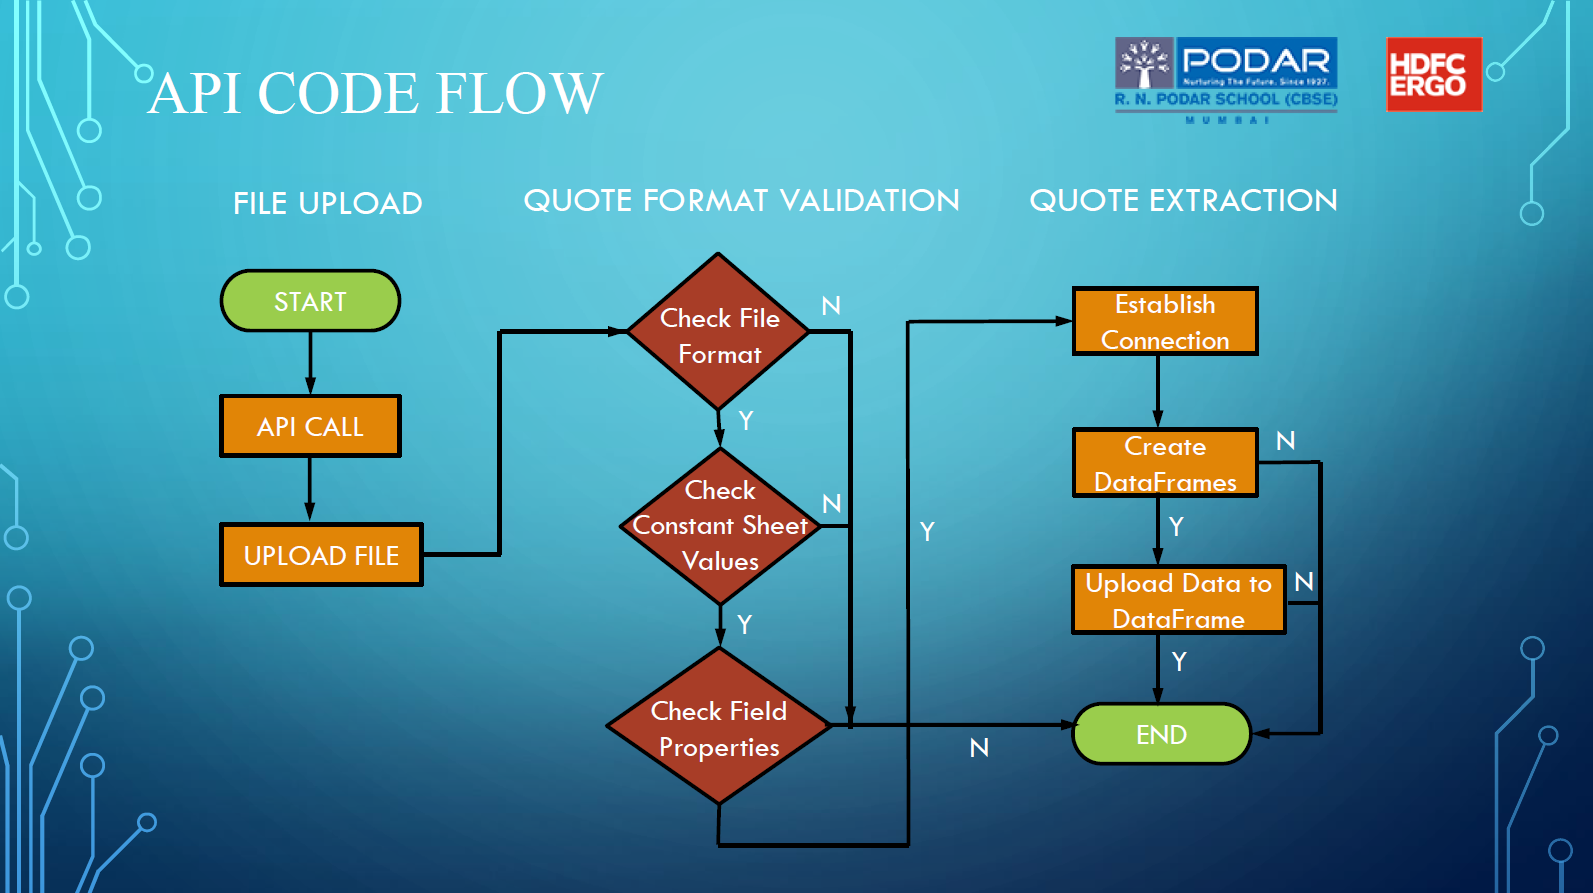 API CODE FLOW
PODAR
Nurturing The Future. Since 1927.
R. N. PODAR SCHOOL (CBSE)
MUMBAI
HDFC
ERGO
FILE UPLOAD
QUOTE FORMAT VALIDATION
QUOTE EXTRACTION
START
API CALL
UPLOAD FILE
Check File
Format
N
Y
Check
Constant Sheet
Values
N
Y
Check Field
Properties
N
Y
Establish
Connection
Create
DataFrames
N
Y
Upload Data to
DataFrame
N
Y
END